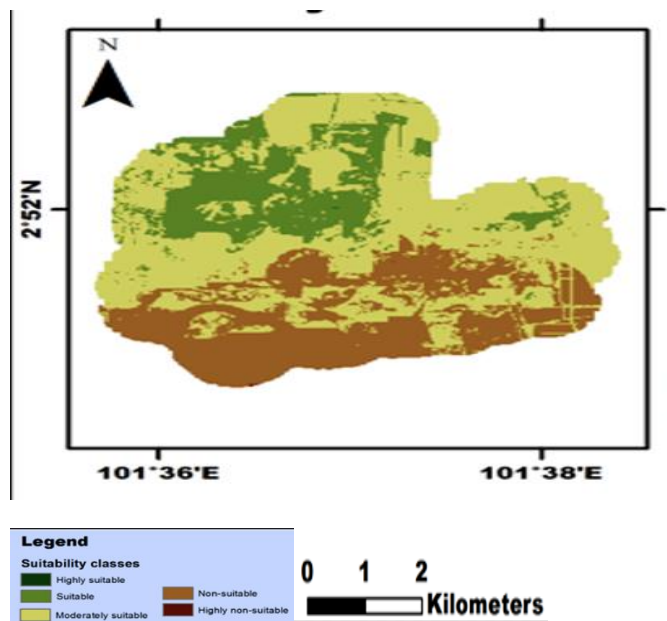 N
2°52'N
101°36'E 101°38'E
Legend
Suitability classes
Highly suitable
Suitable
Moderately suitable
Non-suitable
Highly non-suitable
0 1 2
Kilometers